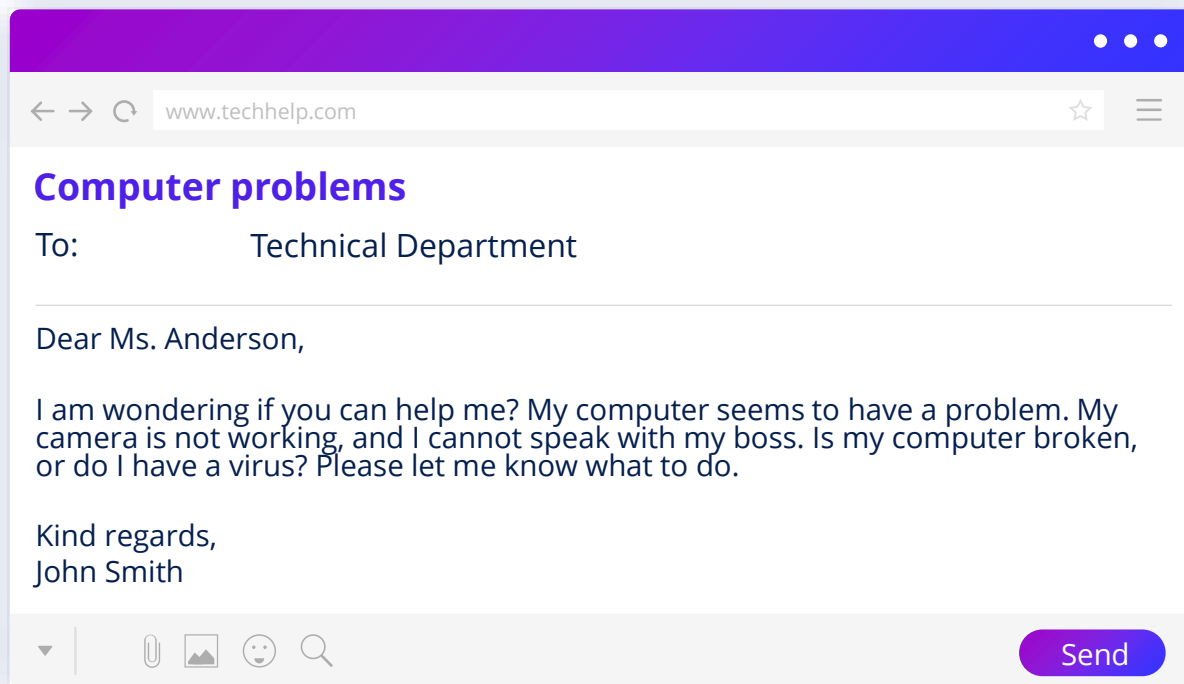 www.techhelp.com
Computer problems
To: Technical Department
Dear Ms. Anderson,
I am wondering if you can help me? My computer seems to have a problem. My
camera is not working, and I cannot speak with my boss. Is my computer broken,
or do I have a virus? Please let me know what to do.
Kind regards,
John Smith
Send